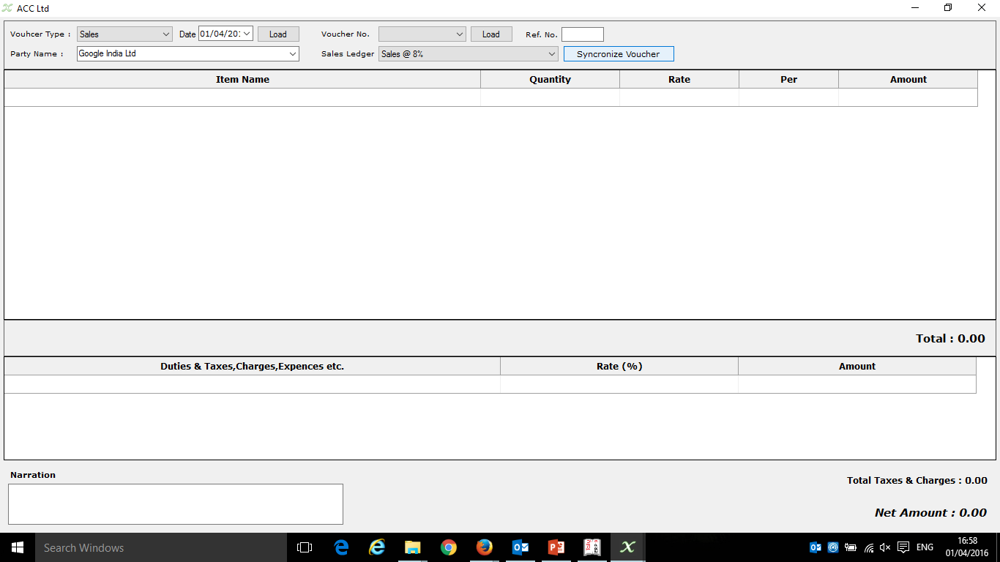 ACC Ltd
Vouhcer Type : Sales Date 01/04/201 Load Voucher No. Load Ref. No.
Party Name : Google India Ltd Sales Ledger Sales @ 8% Syncronize Voucher
Item Name Quantity Rate Per Amount
Total : 0.00
Duties & Taxes,Charges,Expences etc. Rate (%) Amount
Narration
Total Taxes & Charges : 0.00
Net Amount : 0.00
Search Windows
ENG
16:58
01/04/2016